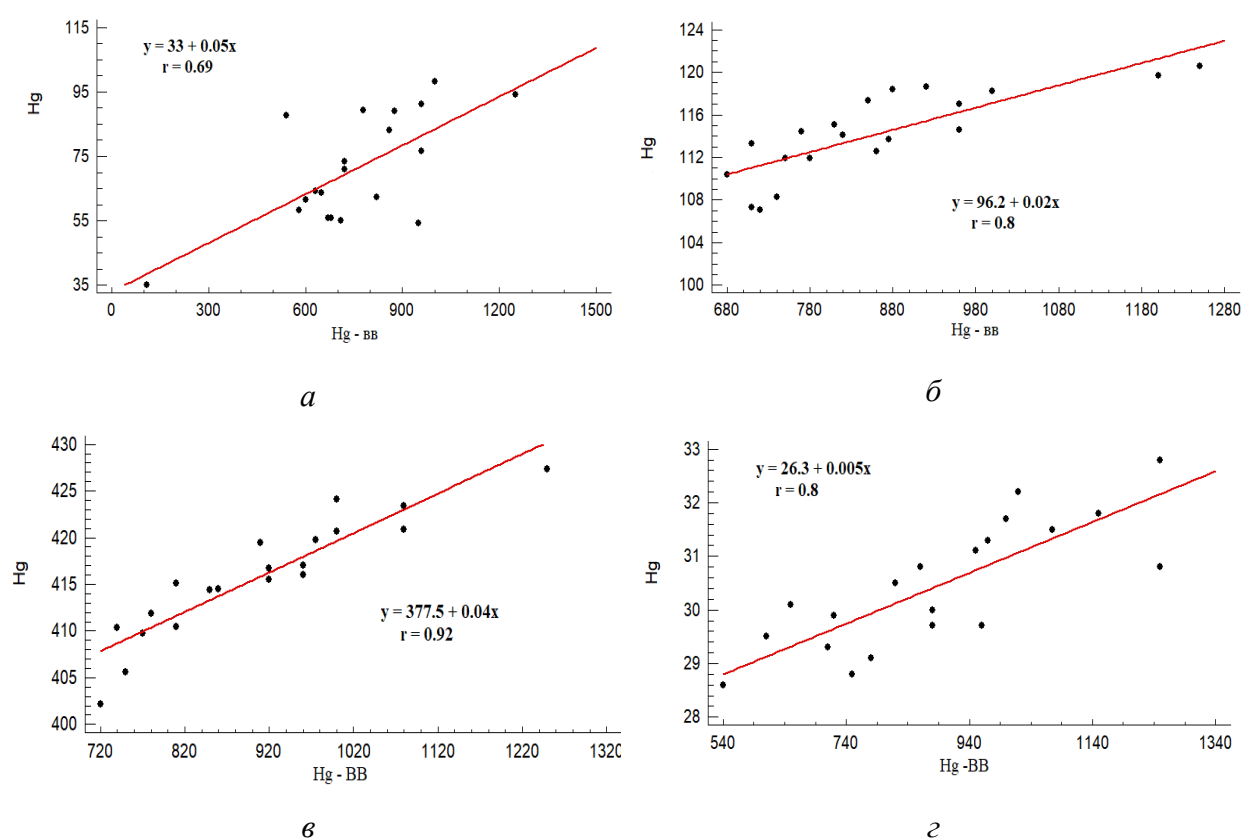 115
95
75
55
35
Hg
y = 33 + 0.05x
r = 0.69
0 300 600 900 1200 1500
Hg - вв
а
124
120
116
112
108
104
100
Hg
y = 96.2 + 0.02x
r = 0.8
680 780 880 980 1080 1180 1280
Hg - вв
б
430
425
420
415
410
405
400
Hg
y = 377.5 + 0.04x
r = 0.92
720 820 920 1020 1120 1220 1320
Hg - ВВ
в
33
32
31
30
29
28
Hg
y = 26.3 + 0.005x
r = 0.8
540 740 940 1140 1340
Hg -ВВ
г